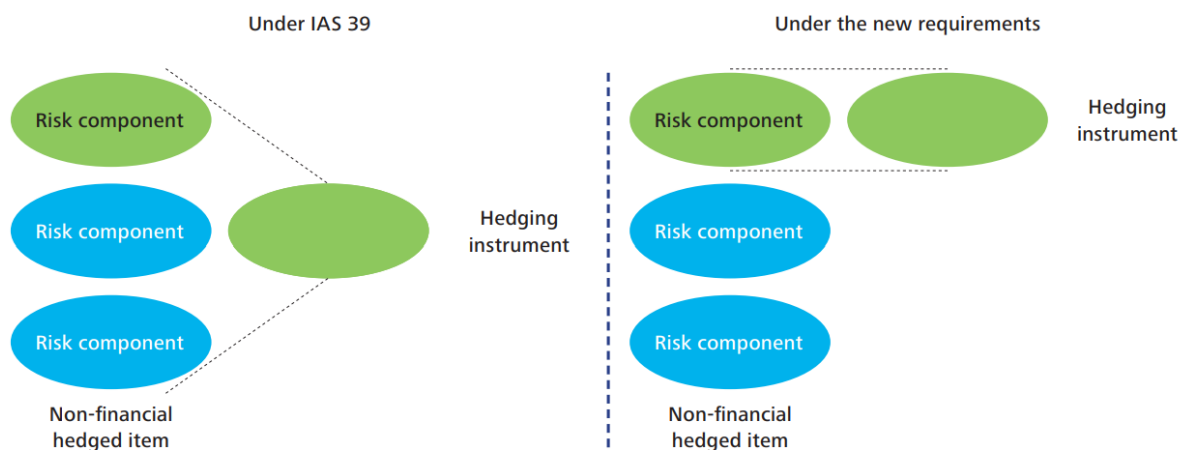 Under IAS 39
Risk component
Risk component
Risk component
Hedging
instrument
Non-financial
hedged item
Under the new requirements
Risk component
Risk component
Risk component
Hedging
instrument
Non-financial
hedged item